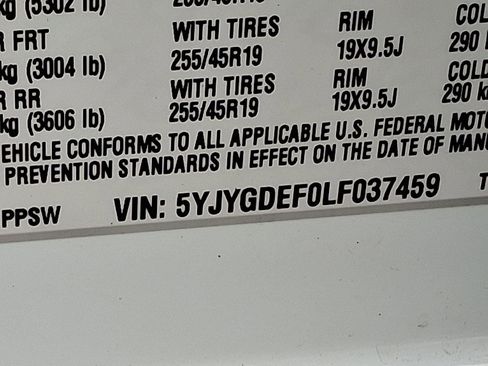 kg (5302 lb)
R FRT WITH TIRES RIM COL
kg (3004 lb) 255/45R19 19X9.5J 290 k
R RR WITH TIRES RIM COLD
kg (3606 lb) 255/45R19 19X9.5J 290 k
EHICLE CONFORMS TO ALL APPLICABLE U.S. FEDERAL MOTO
PREVENTION STANDARDS IN EFFECT ON THE DATE OF MANU
PPSW VIN: 5YJYGDEF0LF037459 T